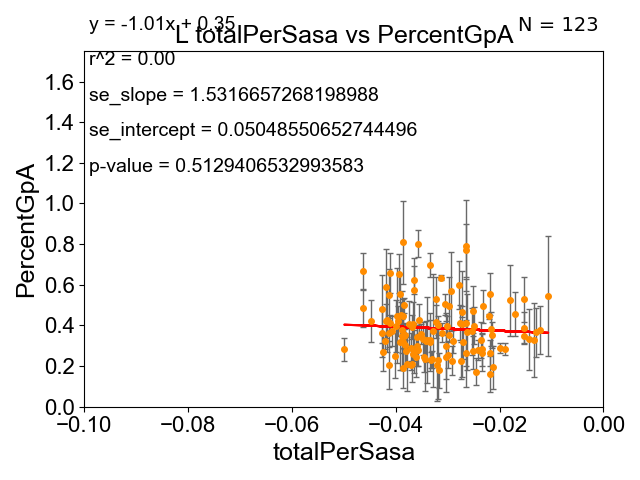 y = -1.01x + 0.35
N = 123
L totalPerSasa vs PercentGpA
r^2 = 0.00
se_slope = 1.5316657268198988
se_intercept = 0.05048550652744496
p-value = 0.5129406532993583
PercentGpA
1.6
1.4
1.2
1.0
0.8
0.6
0.4
0.2
0.0
−0.10 −0.08 −0.06 −0.04 −0.02 0.00
totalPerSasa